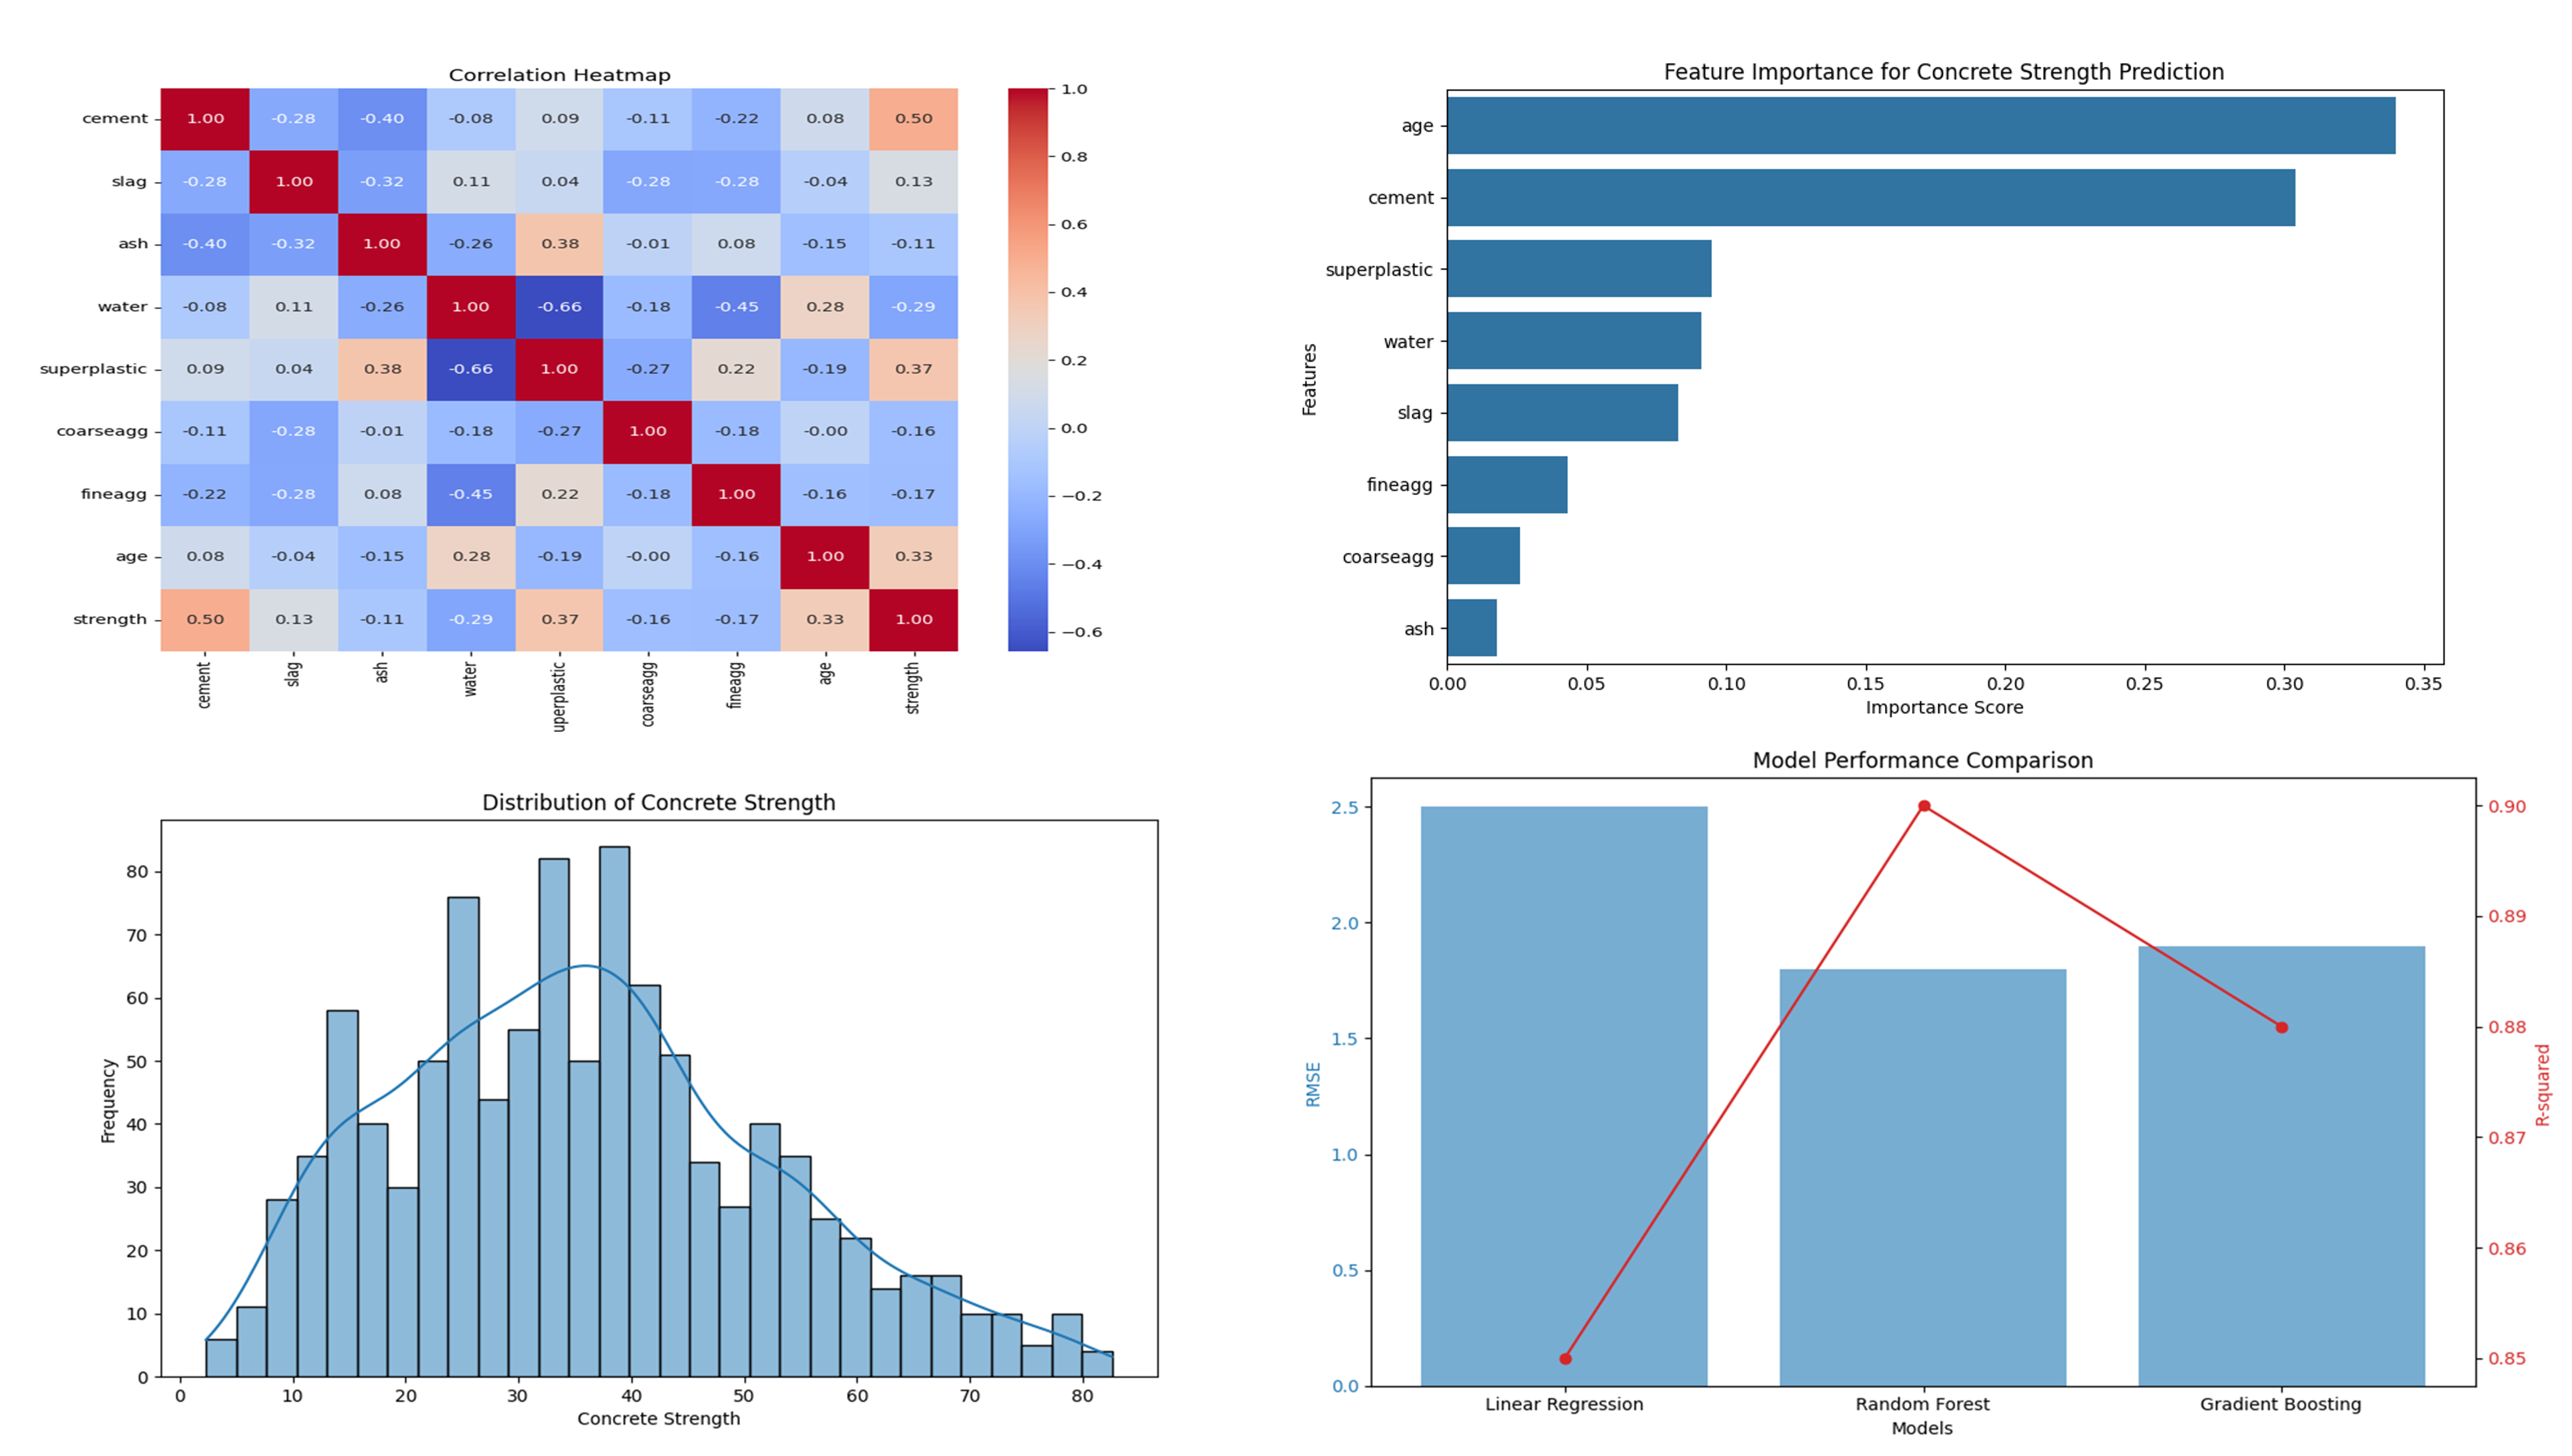 Correlation Heatmap
cement 1.00 -0.28 -0.40 -0.08 0.09 -0.11 -0.22 0.08 0.50
slag -0.28 1.00 -0.32 0.11 0.04 -0.28 -0.28 -0.04 0.13
ash -0.40 -0.32 1.00 -0.26 0.38 -0.01 0.08 -0.15 -0.11
water -0.08 0.11 -0.26 1.00 -0.66 -0.18 -0.45 0.28 -0.29
superplastic 0.09 0.04 0.38 -0.66 1.00 -0.27 0.22 -0.19 0.37
coarseagg -0.11 -0.28 -0.01 -0.18 -0.27 1.00 -0.18 -0.00 -0.16
fineagg -0.22 -0.28 0.08 -0.45 0.22 -0.18 1.00 -0.16 -0.17
age 0.08 -0.04 -0.15 0.28 -0.19 -0.00 -0.16 1.00 0.33
strength 0.50 0.13 -0.11 -0.29 0.37 -0.16 -0.17 0.33 1.00
cement slag ash water uperplastic coarseagg fineagg age strength
1.0
0.8
0.6
0.4
0.2
0.0
−0.2
−0.4
−0.6
Feature Importance for Concrete Strength Prediction
Features
age
cement
superplastic
water
slag
fineagg
coarseagg
ash
0.00 0.05 0.10 0.15 0.20 0.25 0.30 0.35
Importance Score
Distribution of Concrete Strength
Frequency
80
70
60
50
40
30
20
10
0
0 10 20 30 40 50 60 70 80
Concrete Strength
Model Performance Comparison
RMSE
2.5
2.0
1.5
1.0
0.5
0.0
0.90
0.89
0.88
0.87
0.86
0.85
R-squared
Linear Regression Random Forest Gradient Boosting
Models